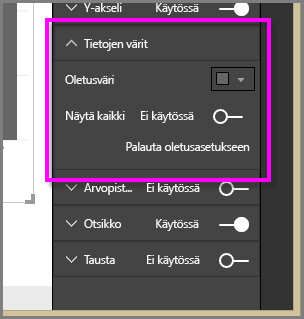 Y-akseli Käytössä
Tietojen värit
Oletusväri
Näytä kaikki Ei käytössä
Palauta oletusasetukseen
Arvopist... Ei käytössä
Otsikko Käytössä
Tausta Ei käytössä